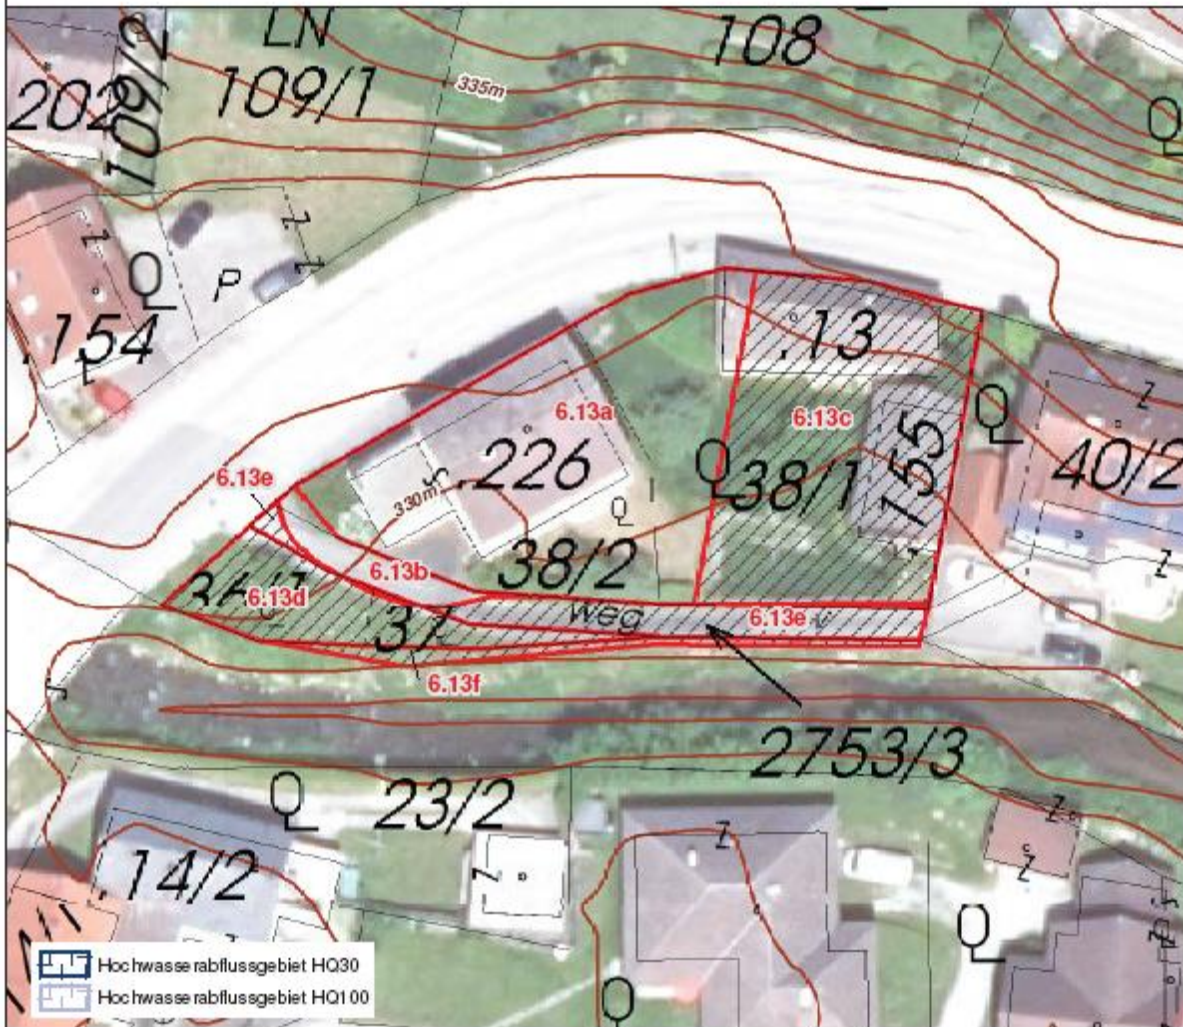 LN
109/2
108
202
109/1
335m
P
.154
.13
6.13a
6.13c
.226
155
40/2
38/1
6.13e
330m
38/2
6.13b
6.13d
37
weg
6.13e
6.13f
2753/3
23/2
.14/2
Hochwasserabflussgebiet HQ30
Hochwasserabflussgebiet HQ100